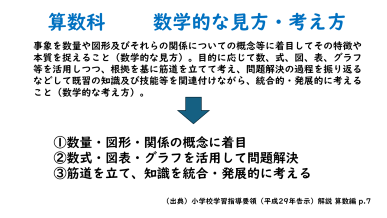 算数科　　数学的な見方・考え方
事象を数量や図形及びそれらの関係についての概念等に着目してその特徴や
本質を捉えること（数学的な見方）。目的に応じて数、式、図、表、グラフ
等を活用しつつ、根拠を基に筋道を立てて考え、問題解決の過程を振り返る
などして既習の知識及び技能等を関連付けながら、統合的・発展的に考える
こと（数学的な考え方）。
①数量・図形・関係の概念に着目
②数式・図表・グラフを活用して問題解決
③筋道を立て、知識を統合・発展的に考える
（出典）小学校学習指導要領（平成29年告示）解説 算数編 p.7